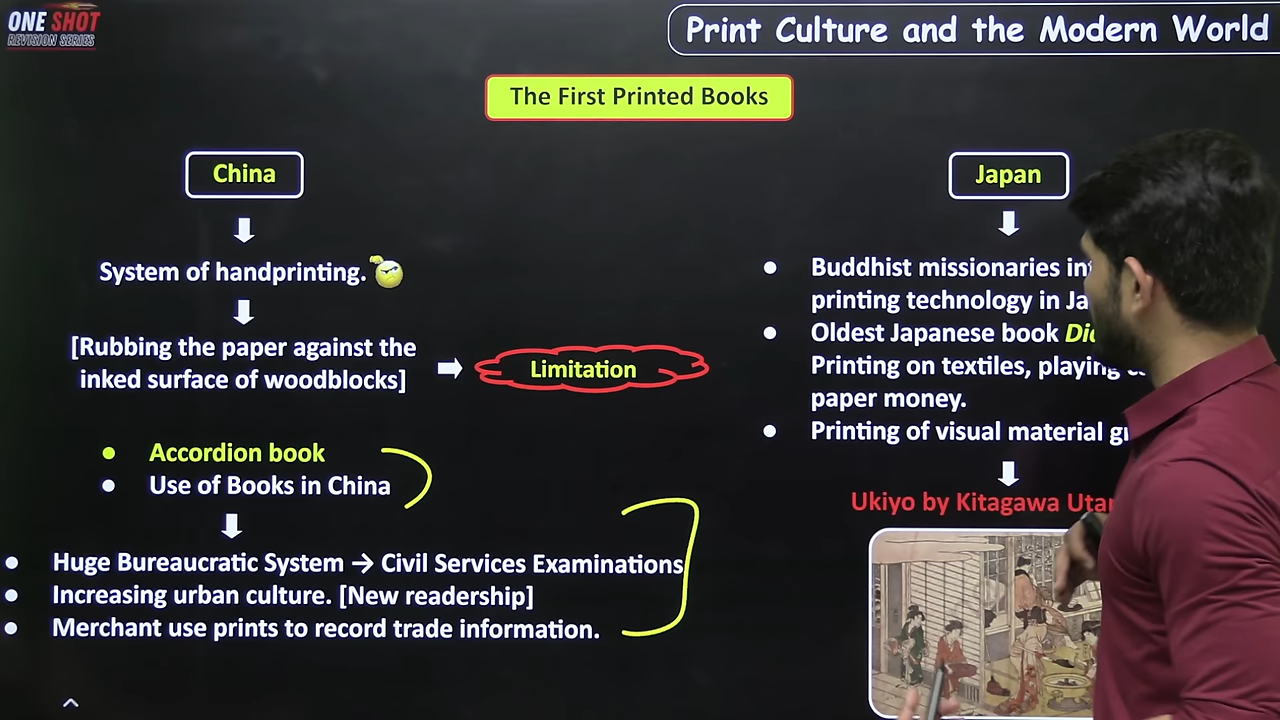 ONE SHOT
REVISION SERIES
Print Culture and the Modern World
The First Printed Books
China
System of handprinting.
[Rubbing the paper against the
inked surface of woodblocks]
Limitation
• Accordion book
• Use of Books in China
• Huge Bureaucratic System → Civil Services Examinations
• Increasing urban culture. [New readership]
• Merchant use prints to record trade information.
Japan
• Buddhist missionaries
printing technology in
• Oldest Japanese book
Printing on textiles, playing
paper money.
• Printing of visual material
Ukiyo by Kitagawa